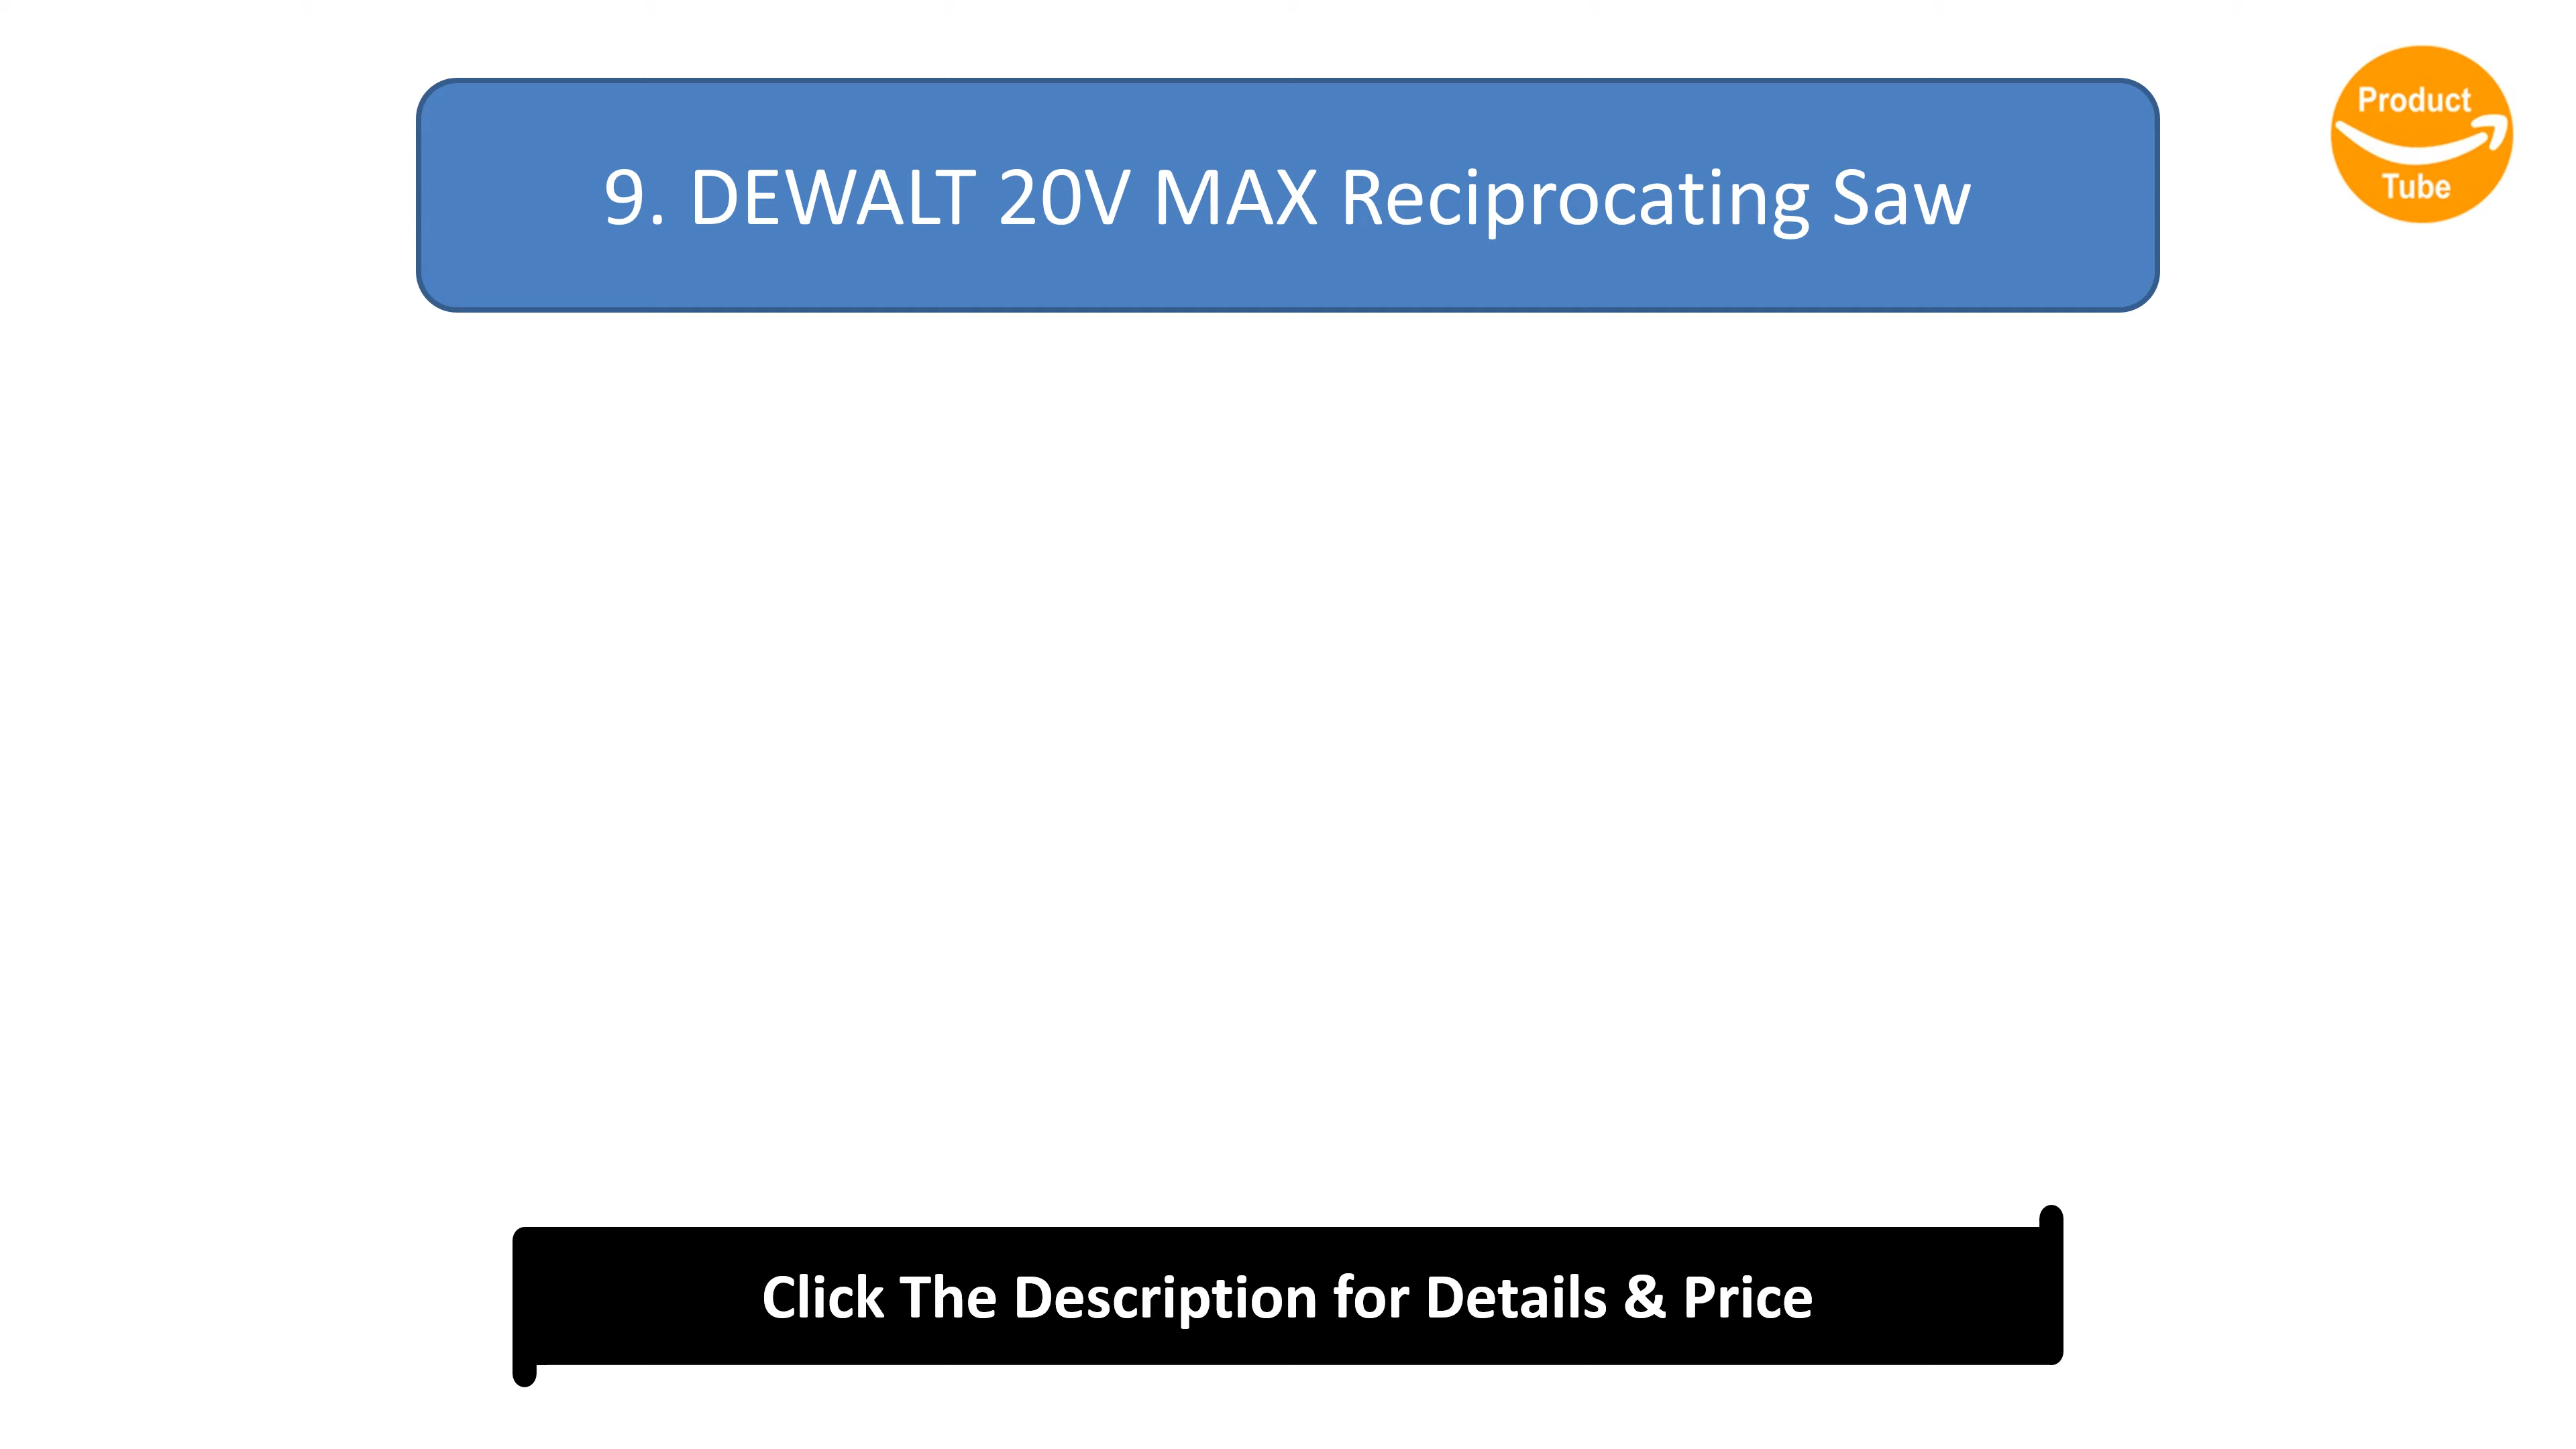 9. DEWALT 20V MAX Reciprocating Saw
Product
Tube
Click The Description for Details & Price